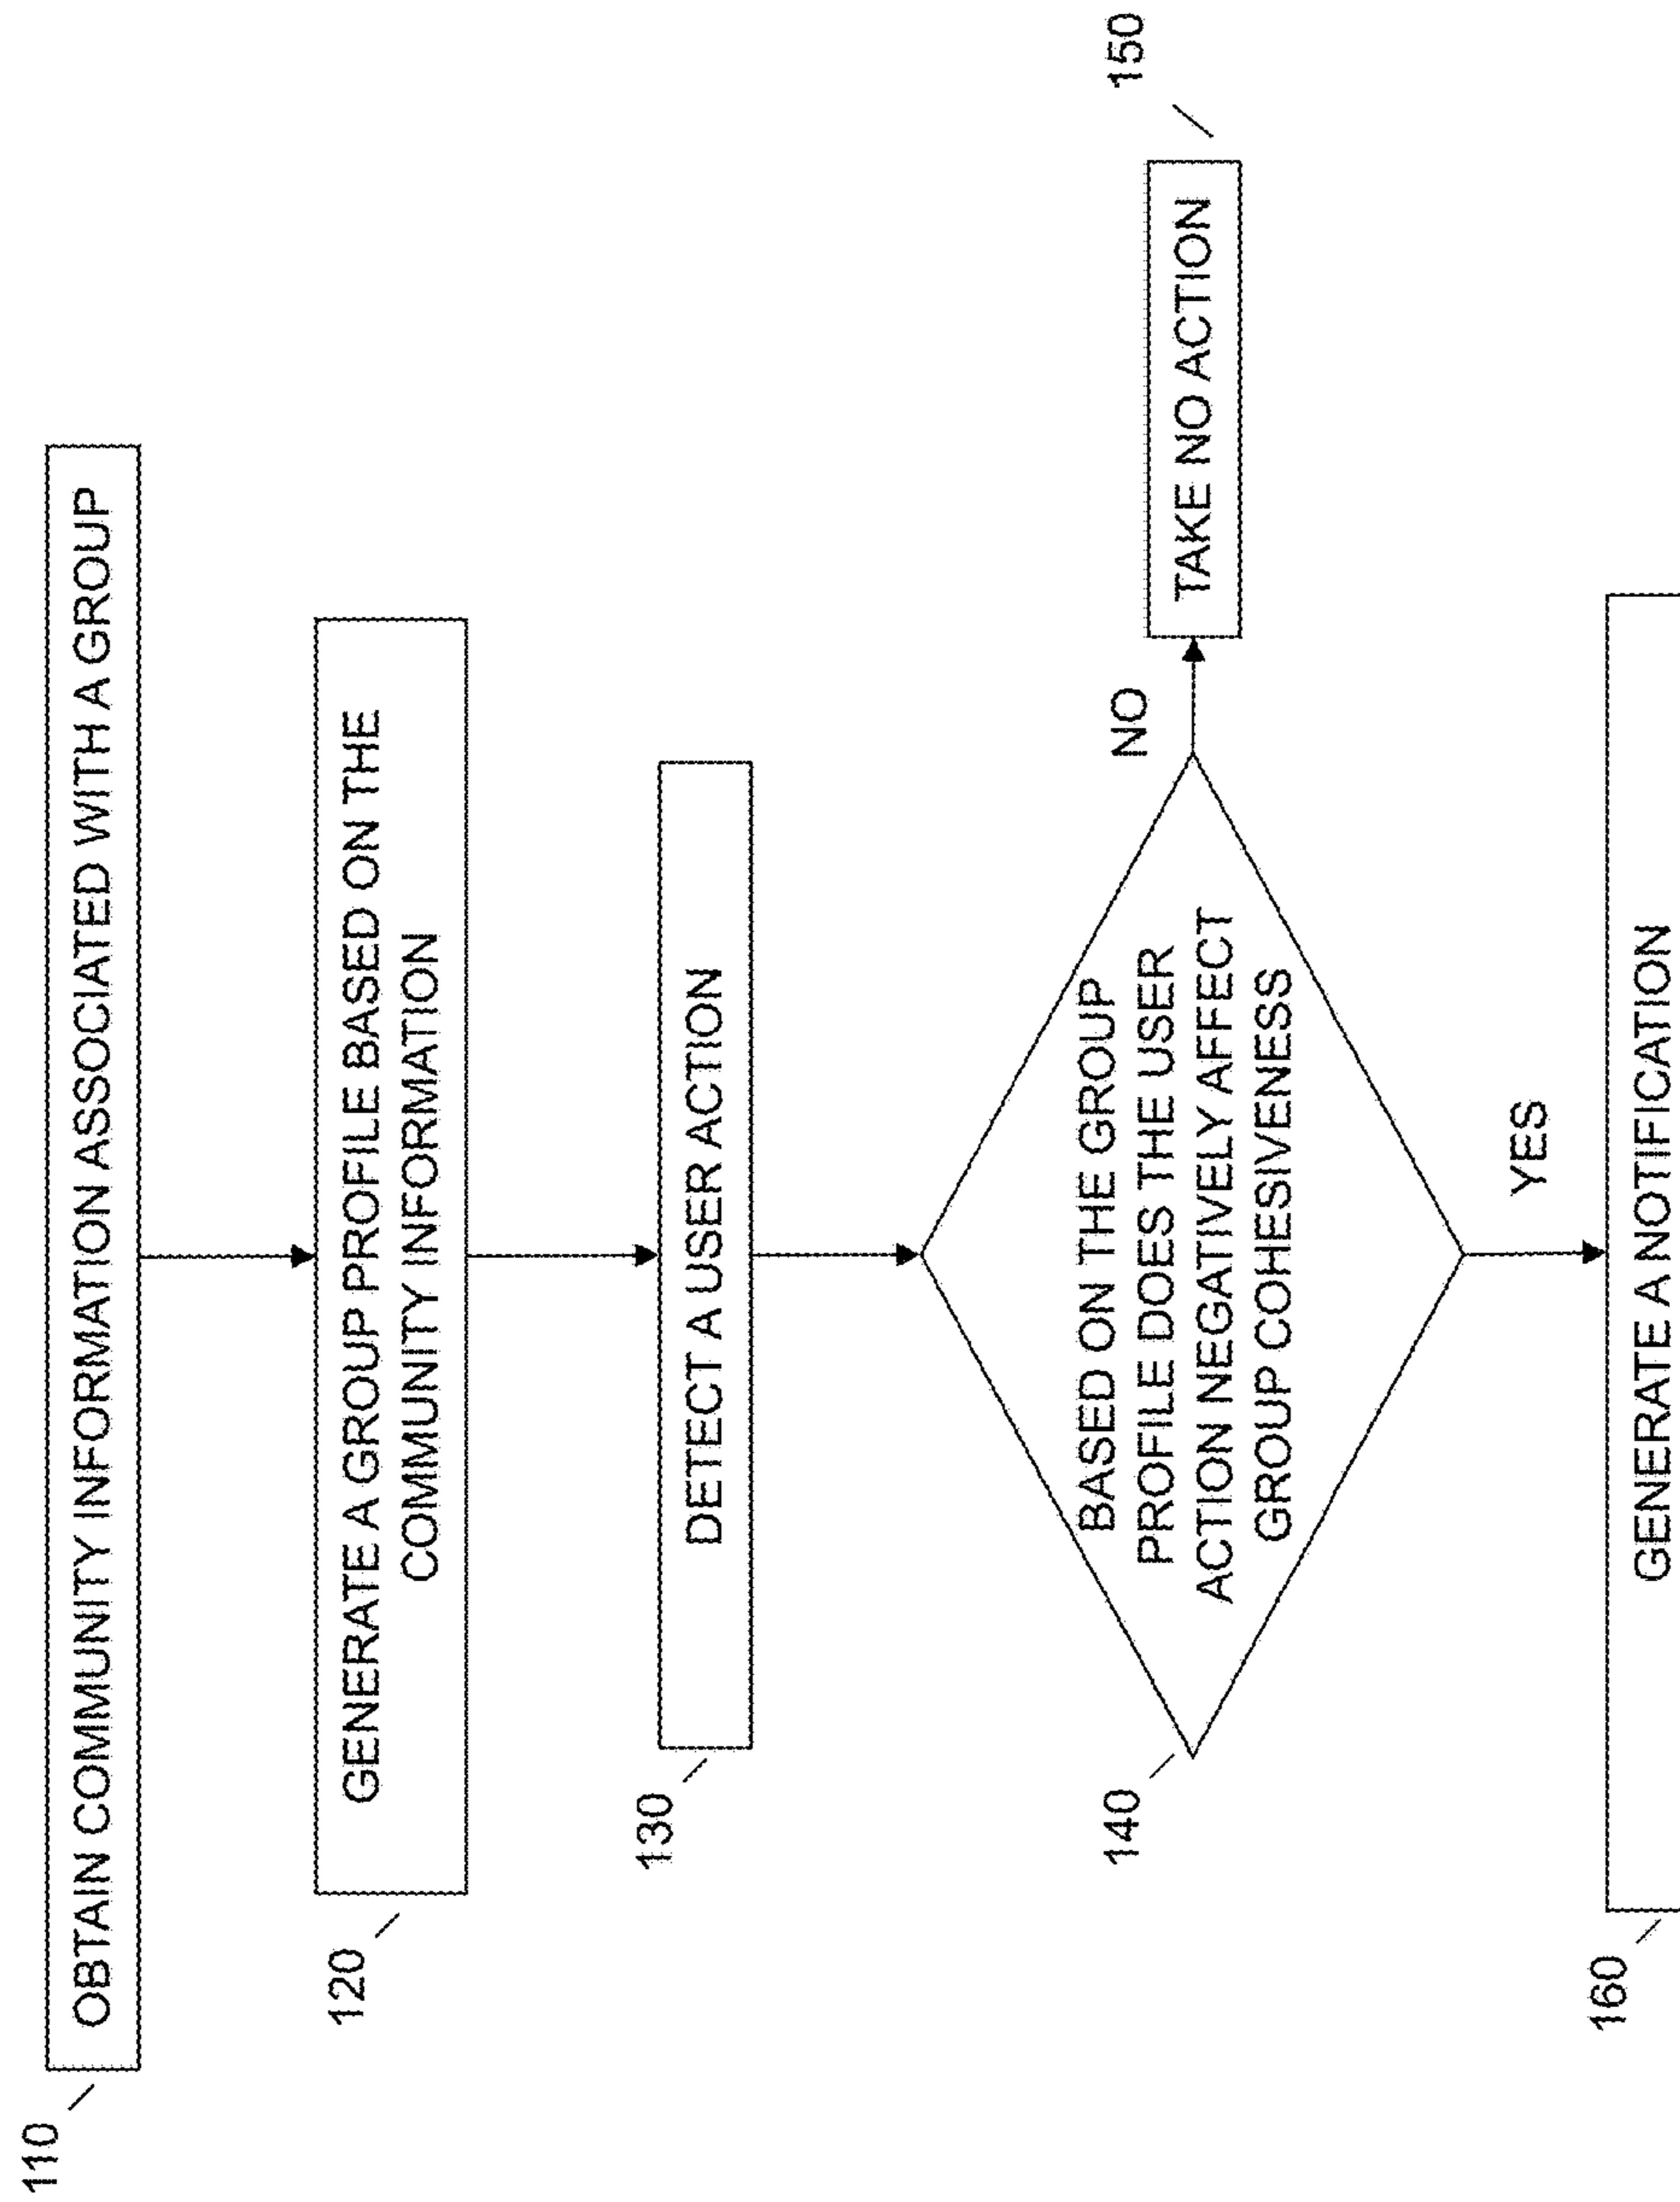 110
OBTAIN COMMUNITY INFORMATION ASSOCIATED WITH A GROUP
120
GENERATE A GROUP PROFILE BASED ON THE
COMMUNITY INFORMATION
130
DETECT A USER ACTION
140
BASED ON THE GROUP
PROFILE DOES THE USER
ACTION NEGATIVELY AFFECT
GROUP COHESIVENESS
NO
TAKE NO ACTION
150
YES
160
GENERATE A NOTIFICATION